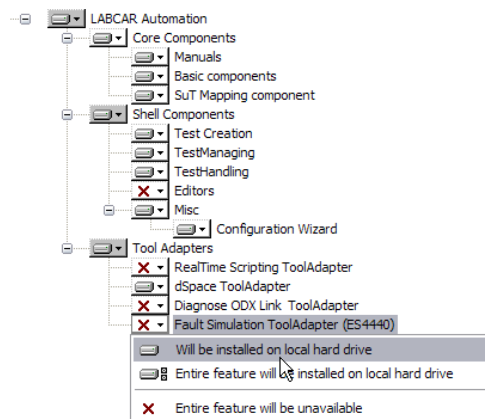 LABCAR Automation
Core Components
Manuals
Basic components
SuT Mapping component
Shell Components
Test Creation
TestManaging
TestHandling
Editors
Misc
Configuration Wizard
Tool Adapters
RealTime Scripting ToolAdapter
dSpace ToolAdapter
Diagnose ODX Link ToolAdapter
Fault Simulation ToolAdapter (ES4440)
Will be installed on local hard drive
Entire feature will be installed on local hard drive
Entire feature will be unavailable